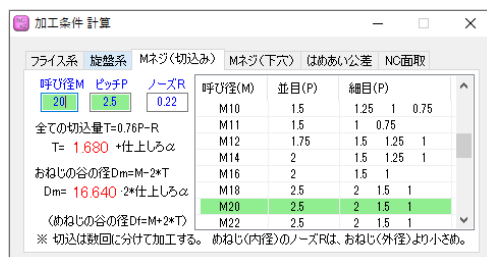 加工条件 計算
フライス系 旋盤系 Mネジ(切込み) Mネジ(下穴) はめあい公差 NC面取
呼び径M ピッチP ノーズR
20 2.5 0.22
全ての切込量T=0.76P-R
T= 1.680 +仕上しろα
おねじの谷の径Dm=M-2*T
Dm= 16.640 -2*仕上しろα
(めねじの谷の径Df=M+2*T)
呼び径(M) 並目(P) 細目(P)
M10 1.5 1.25 1 0.75
M11 1.5 1 0.75
M12 1.75 1.5 1.25 1
M14 2 1.5 1.25 1
M16 2 1.5 1
M18 2.5 2 1.5 1
M20 2.5 2 1.5 1
M22 2.5 2 1.5 1
※ 切込は数回に分けて加工する。 めねじ(内径)のノーズRは、おねじ(外径)より小さめ。